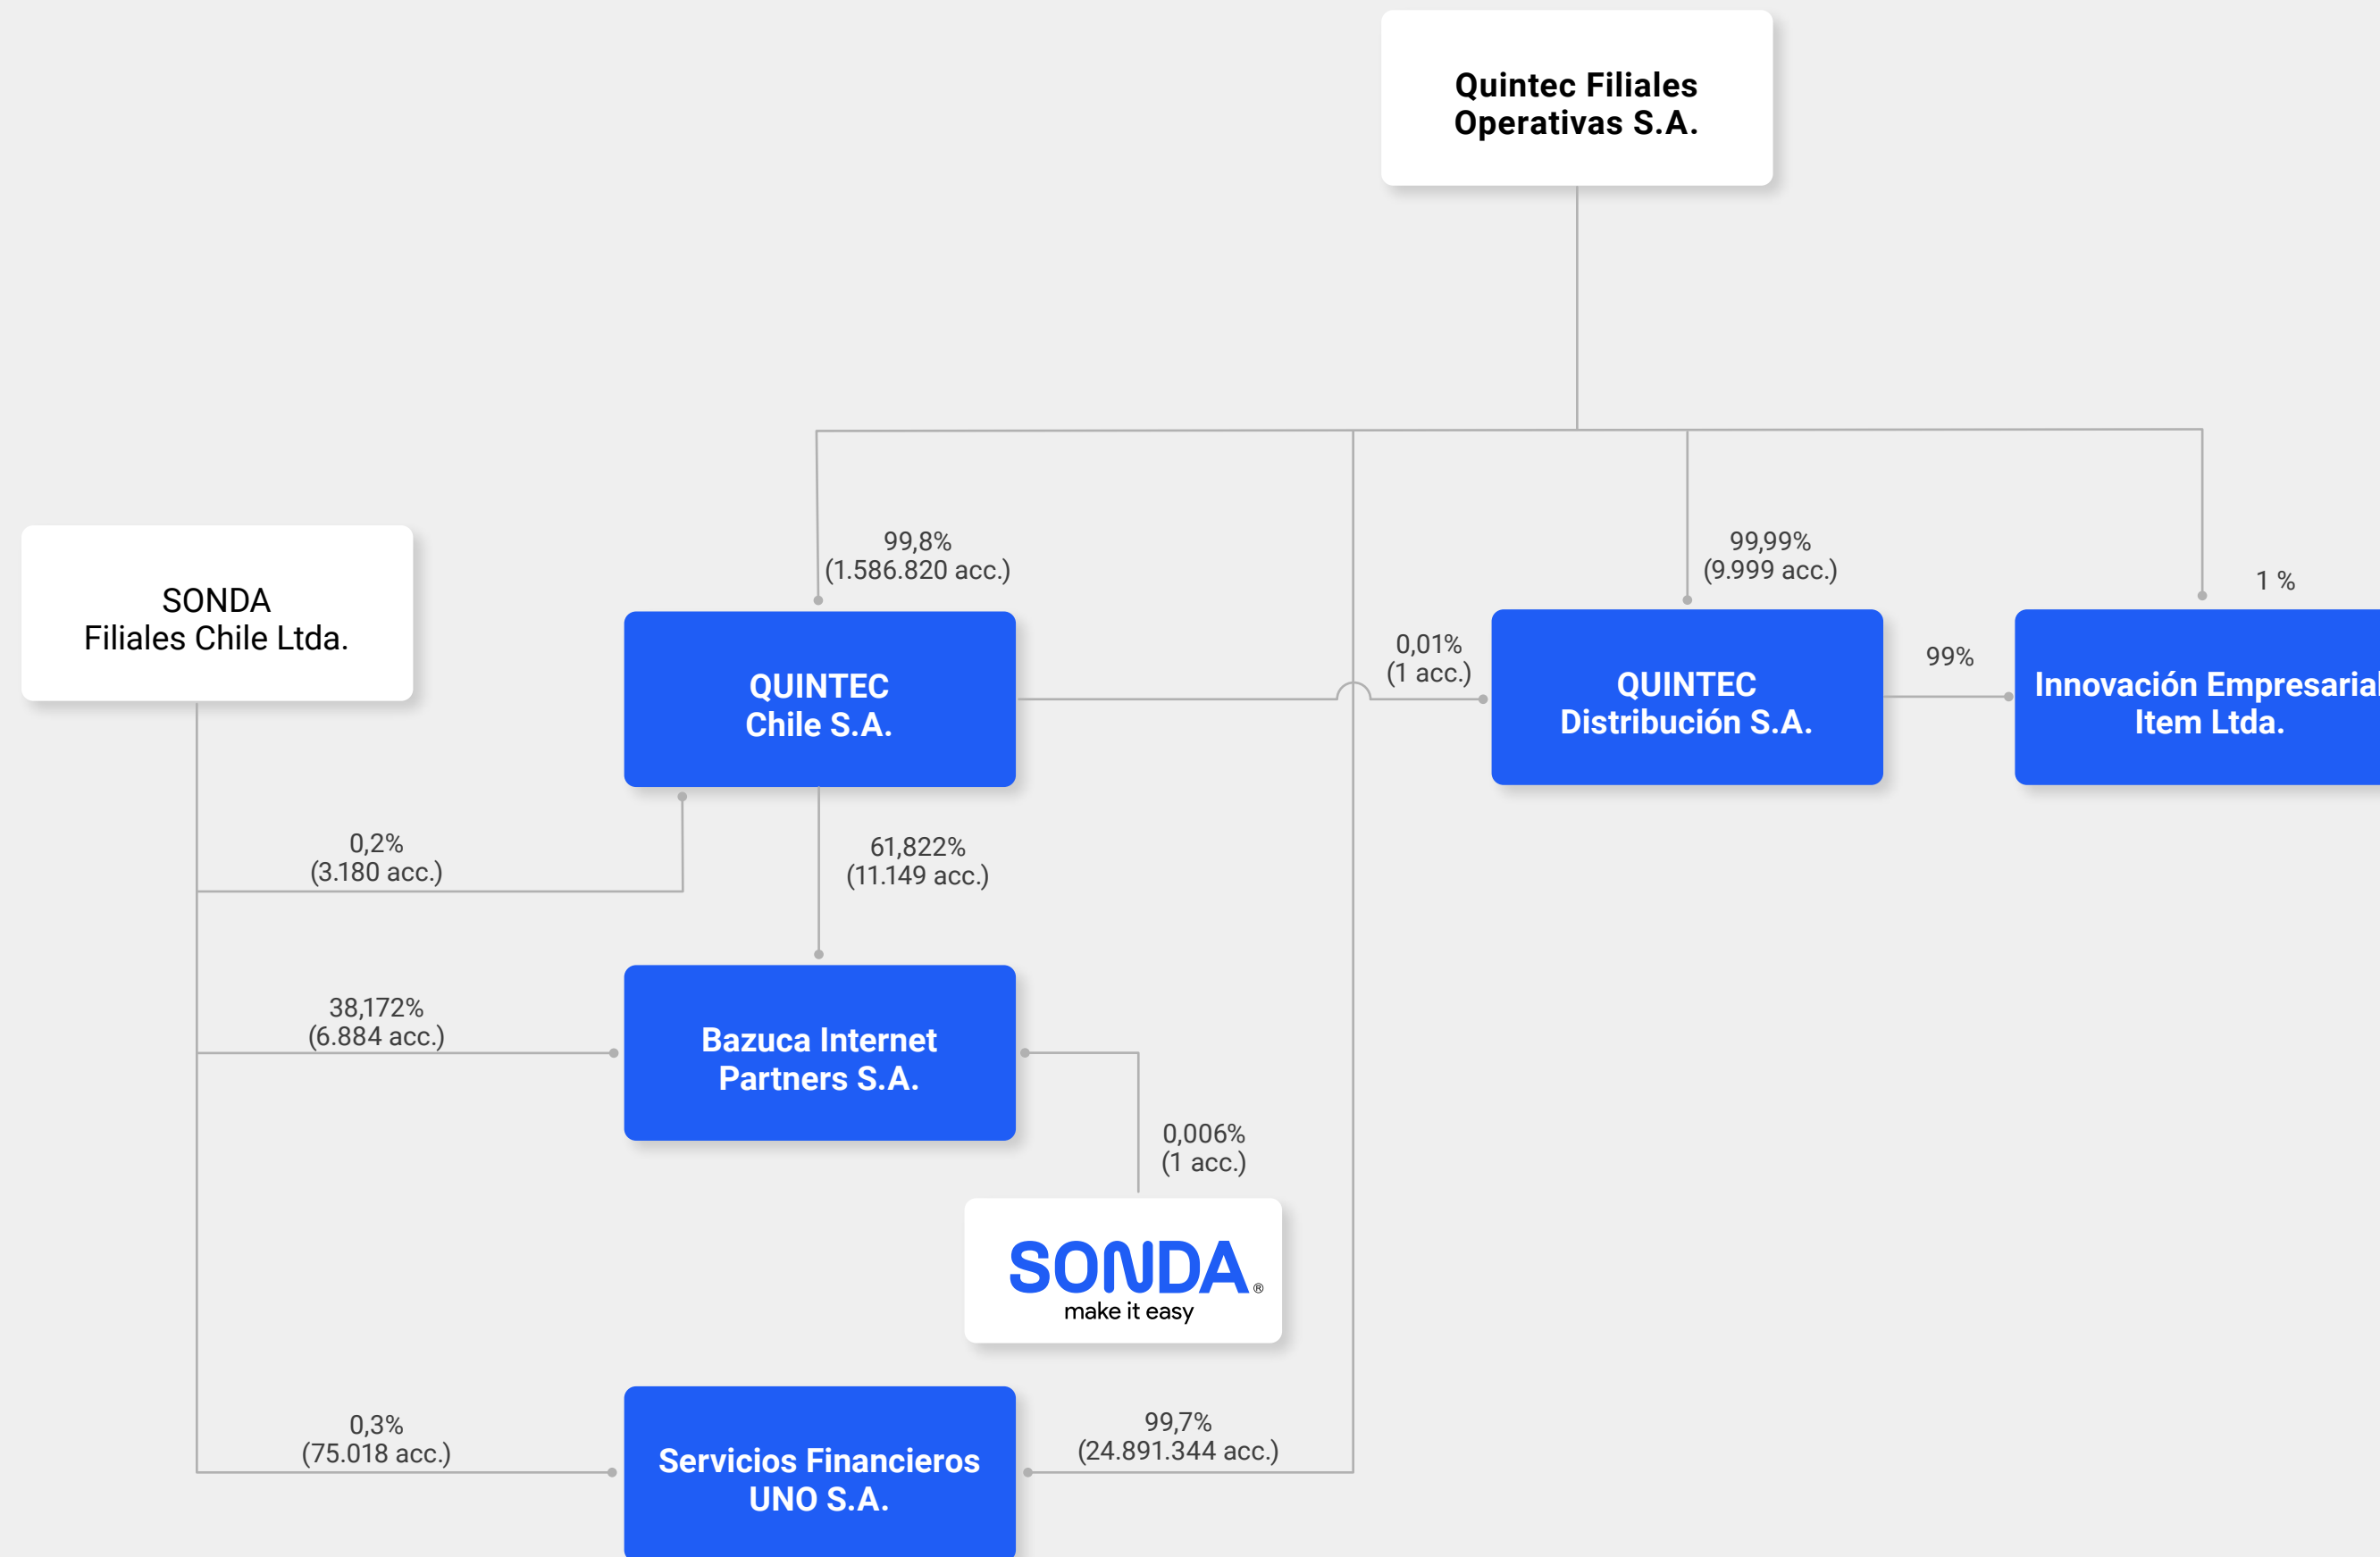 Quintec Filiales
Operativas S.A.
99,8%
(1.586.820 acc.)
99,99%
(9.999 acc.)
1 %
SONDA
Filiales Chile Ltda.
QUINTEC
Chile S.A.
0,01%
(1 acc.)
QUINTEC
Distribución S.A.
99%
Innovación Empresarial
Item Ltda.
0,2%
(3.180 acc.)
61,822%
(11.149 acc.)
38,172%
(6.884 acc.)
Bazuca Internet
Partners S.A.
0,006%
(1 acc.)
SONDA®
make it easy
0,3%
(75.018 acc.)
Servicios Financieros
UNO S.A.
99,7%
(24.891.344 acc.)